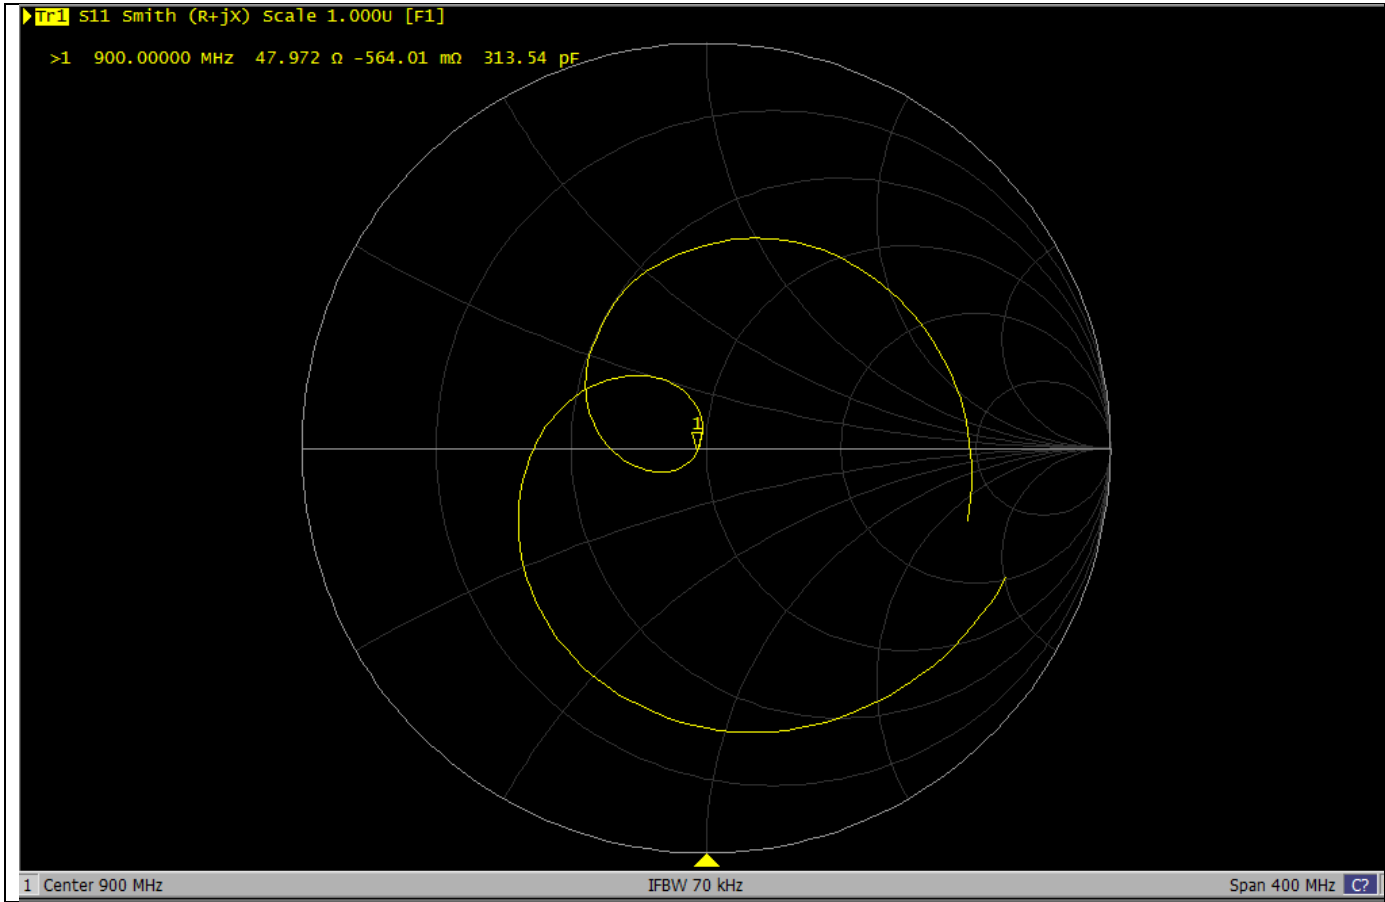 Tr1 S11 Smith (R+jX) Scale 1.000U [F1]
>1 900.00000 MHz 47.972 Ω -564.01 mΩ 313.54 pF
1
1 Center 900 MHz IFBW 70 kHz Span 400 MHz C?